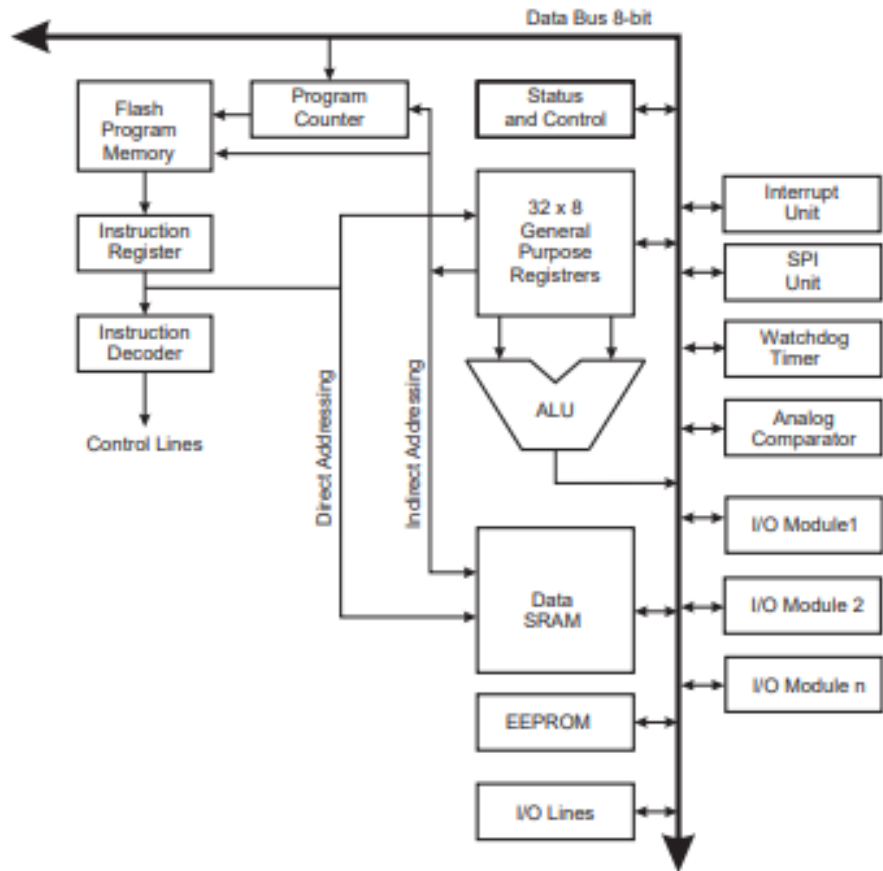 Data Bus 8-bit
Flash
Program
Memory
Program
Counter
Status
and Control
Instruction
Register
32 x 8
General
Purpose
Registrers
Interrupt
Unit
SPI
Unit
Instruction
Decoder
Watchdog
Timer
Control Lines
Direct Addressing
Indirect Addressing
ALU
Analog
Comparator
I/O Module1
Data
SRAM
I/O Module 2
I/O Module n
EEPROM
I/O Lines